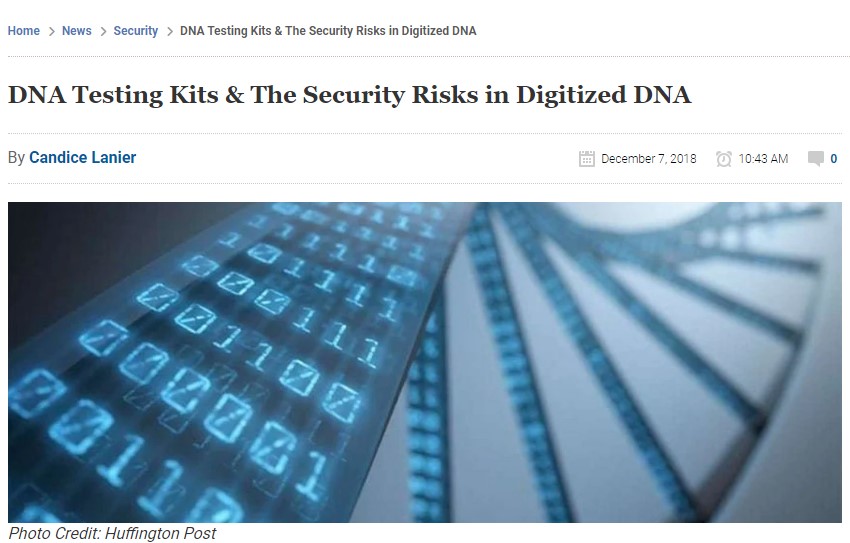 Home > News > Security > DNA Testing Kits & The Security Risks in Digitized DNA
DNA Testing Kits & The Security Risks in Digitized DNA
By Candice Lanier December 7, 2018 10:43 AM 0
Photo Credit: Huffington Post